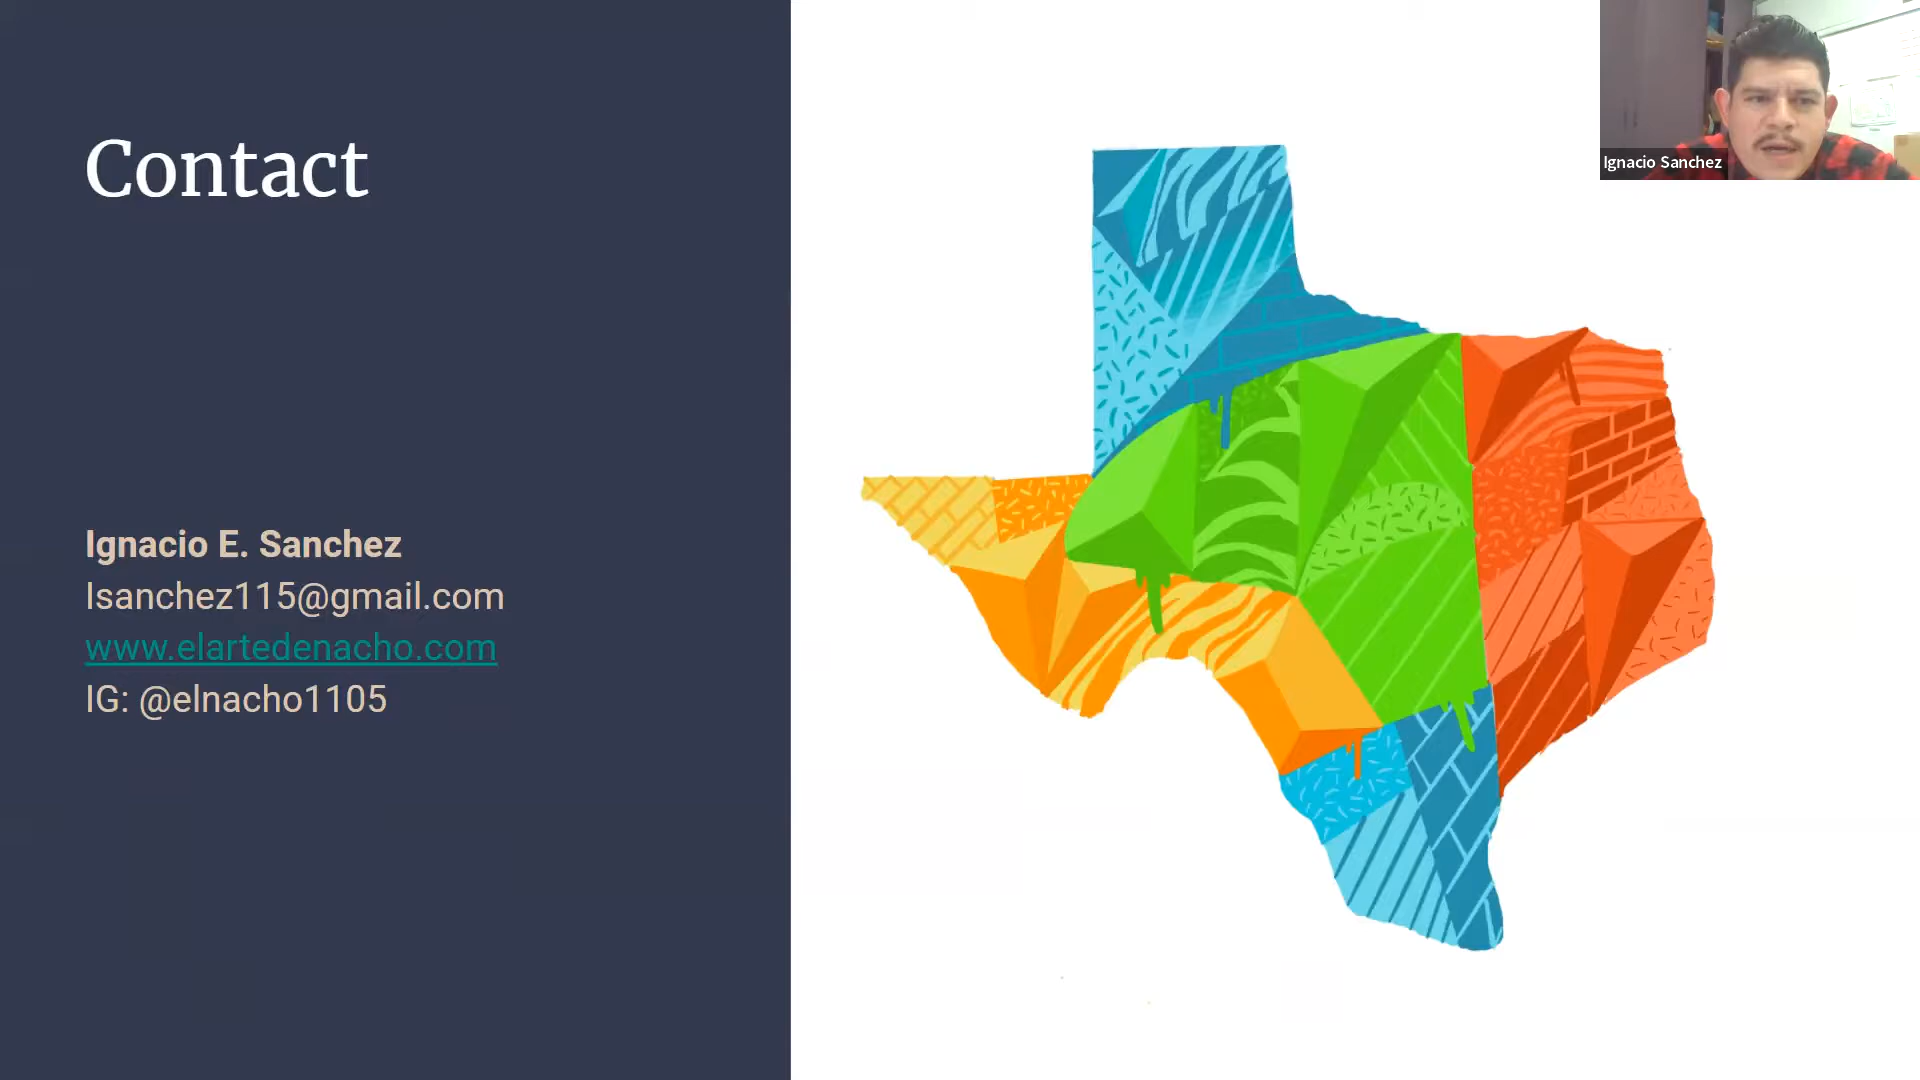 Contact
Ignacio E. Sanchez
Isanchez115@gmail.com
www.elartedenacho.com
IG: @elnacho1105
Ignacio Sanchez